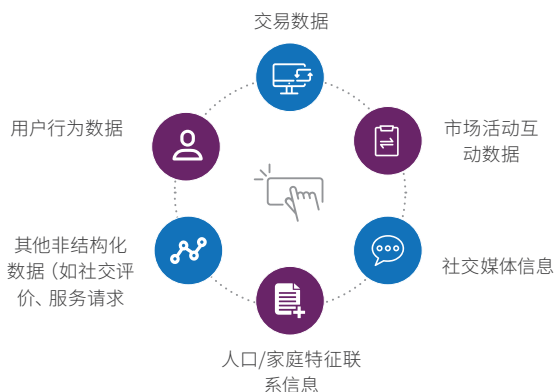 交易数据
用户行为数据
市场活动互
动数据
其他非结构化
数据（如社交评
价、服务请求
社交媒体信息
人口/家庭特征联
系信息